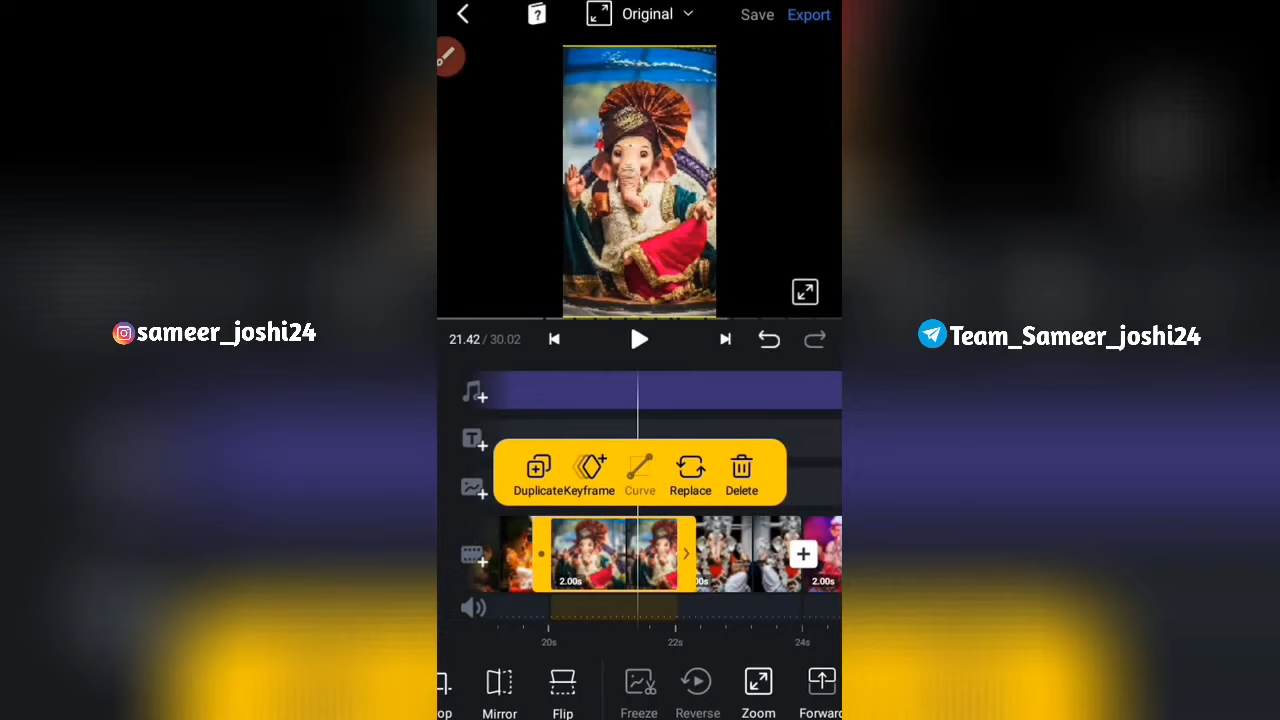 Original
Save
Export
sameer_joshi24
Team_Sameer_joshi24
21.42 / 30.02
T
Duplicate
Keyframe
Curve
Replace
Delete
2.00s
00s
2.00s
20s
22s
24s
op
Mirror
Flip
Freeze
Reverse
Zoom
Forward